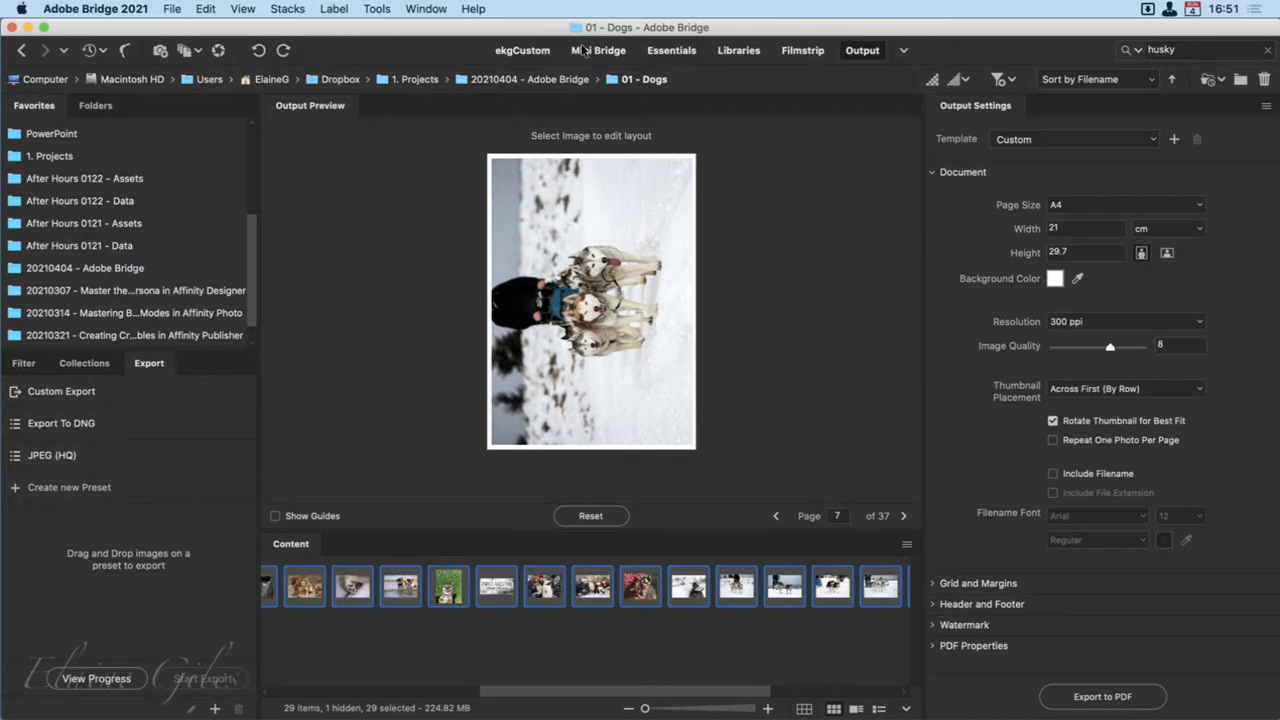 Adobe Bridge 2021 File Edit View Stacks Label Tools Window Help SUN 4 16:51
01 - Dogs - Adobe Bridge
ekgCustom Mini Bridge Essentials Libraries Filmstrip Output husky
Computer Macintosh HD Users ElaineG Dropbox 1. Projects 20210404 - Adobe Bridge 01 - Dogs Sort by Filename
Favorites Folders
PowerPoint
1. Projects
After Hours 0122 - Assets
After Hours 0122 - Data
After Hours 0121 - Assets
After Hours 0121 - Data
20210404 - Adobe Bridge
20210307 - Master the...rsona in Affinity Designer
20210314 - Mastering B...Modes in Affinity Photo
20210321 - Creating Cr...bles in Affinity Publisher
Filter Collections Export
Custom Export
Export To DNG
JPEG (HQ)
Create new Preset
Drag and Drop images on a
preset to export
Elaine Giles
View Progress Start Export
Output Preview
Select Image to edit layout
Show Guides Reset Page 7 of 37
Content
29 items, 1 hidden, 29 selected - 224.82 MB
Output Settings
Template Custom
Document
Page Size A4
Width 21 cm
Height 29.7
Background Color
Resolution 300 ppi
Image Quality 8
Thumbnail
Placement Across First (By Row)
Rotate Thumbnail for Best Fit
Repeat One Photo Per Page
Include Filename
Include File Extension
Filename Font Arial 12
Regular
Grid and Margins
Header and Footer
Watermark
PDF Properties
Export to PDF